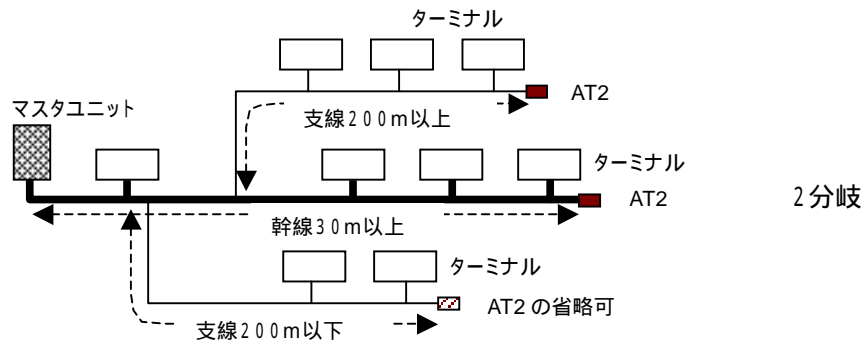 ターミナル
AT2
マスタユニット
支線200m以上
ターミナル
AT2
2分岐
幹線30m以上
ターミナル
AT2の省略可
支線200m以下